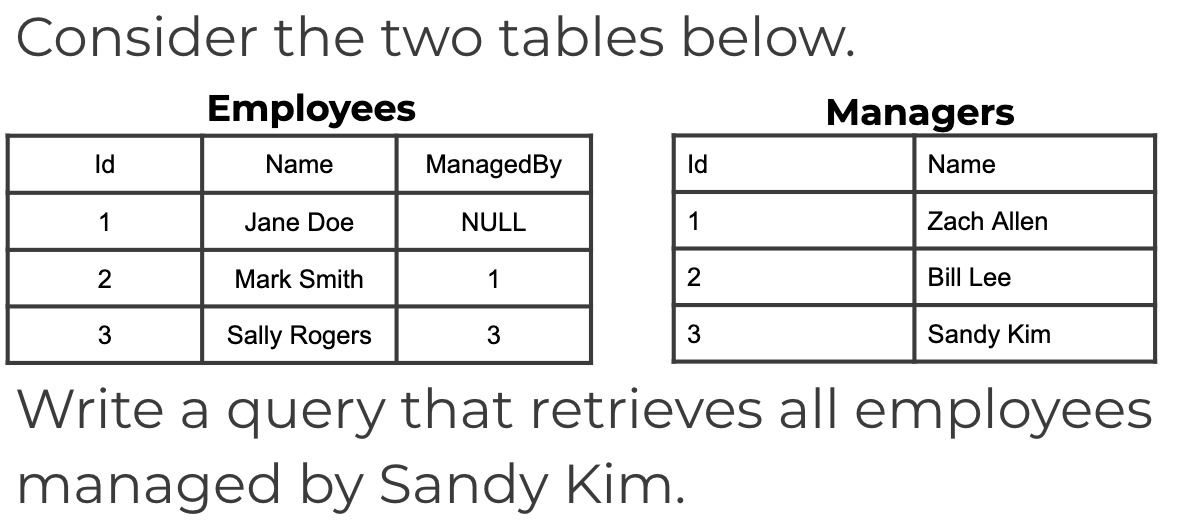 Consider the two tables below.
Employees
Id Name ManagedBy
1 Jane Doe NULL
2 Mark Smith 1
3 Sally Rogers 3
Managers
Id Name
1 Zach Allen
2 Bill Lee
3 Sandy Kim
Write a query that retrieves all employees
managed by Sandy Kim.